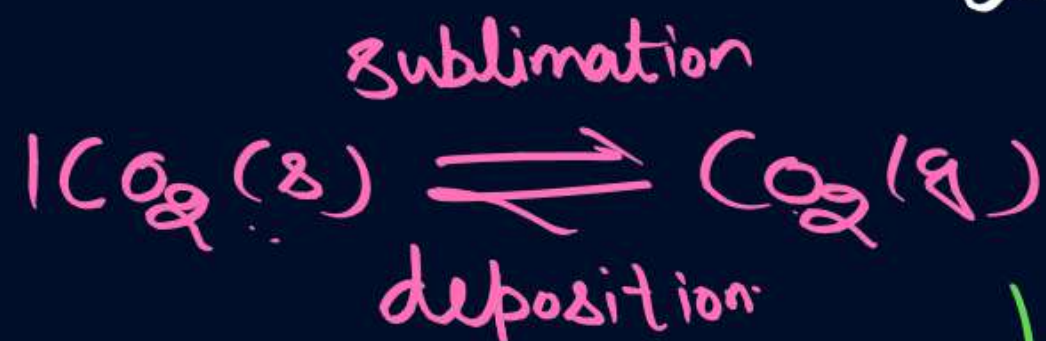 sublimation
1CO₂(s) ⇌ CO₂(g)
deposition